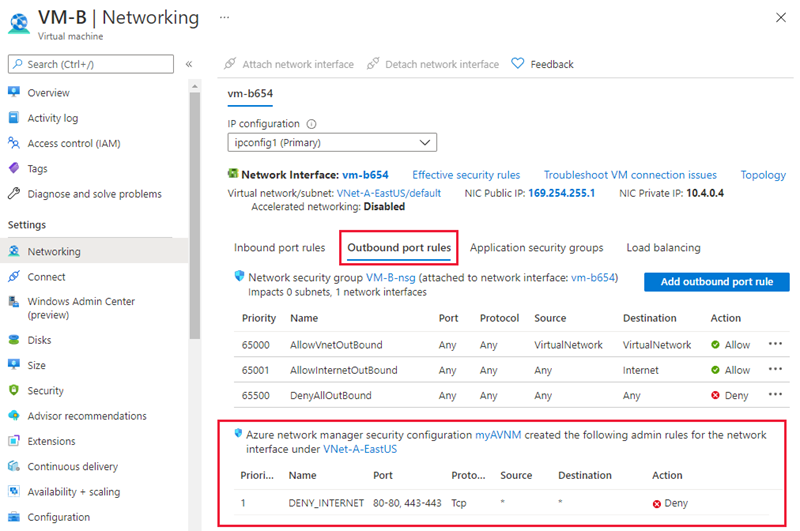 VM-B | Networking ...
Virtual machine
Search (Ctrl+/)
Overview
Activity log
Access control (IAM)
Tags
Diagnose and solve problems
Settings
Networking
Connect
Windows Admin Center
(preview)
Disks
Size
Security
Advisor recommendations
Extensions
Continuous delivery
Availability + scaling
Configuration
Attach network interface Detach network interface Feedback
vm-b654
IP configuration
ipconfig1 (Primary)
Network Interface: vm-b654 Effective security rules Troubleshoot VM connection issues Topology
Virtual network/subnet: VNet-A-EastUS/default NIC Public IP: 169.254.255.1 NIC Private IP: 10.4.0.4
Accelerated networking: Disabled
Inbound port rules Outbound port rules Application security groups Load balancing
Network security group VM-B-nsg (attached to network interface: vm-b654)
Impacts 0 subnets, 1 network interfaces
Add outbound port rule
Priority Name Port Protocol Source Destination Action
65000 AllowVnetOutBound Any Any VirtualNetwork VirtualNetwork Allow ...
65001 AllowInternetOutBound Any Any Any Internet Allow ...
65500 DenyAllOutBound Any Any Any Any Deny ...
Azure network manager security configuration myAVNM created the following admin rules for the network
interface under VNet-A-EastUS
Priori... Name Port Proto... Source Destination Action
1 DENY_INTERNET 80-80, 443-443 Tcp * * Deny